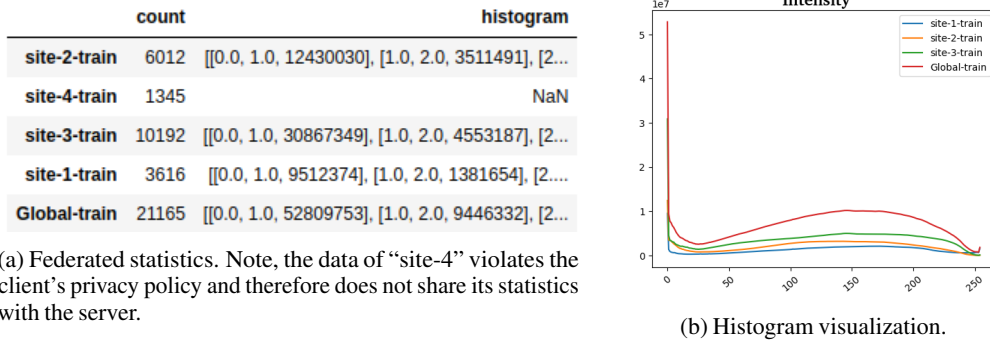 count histogram
site-2-train 6012 [[0.0, 1.0, 12430030], [1.0, 2.0, 3511491], [2...
site-4-train 1345 NaN
site-3-train 10192 [[0.0, 1.0, 30867349], [1.0, 2.0, 4553187], [2...
site-1-train 3616 [[0.0, 1.0, 9512374], [1.0, 2.0, 1381654], [2....
Global-train 21165 [[0.0, 1.0, 52809753], [1.0, 2.0, 9446332], [2...
(a) Federated statistics. Note, the data of “site-4” violates the
client’s privacy policy and therefore does not share its statistics
with the server.
Intensity
1e7
5
4
3
2
1
0
0 50 100 150 200 250
site-1-train
site-2-train
site-3-train
Global-train
(b) Histogram visualization.